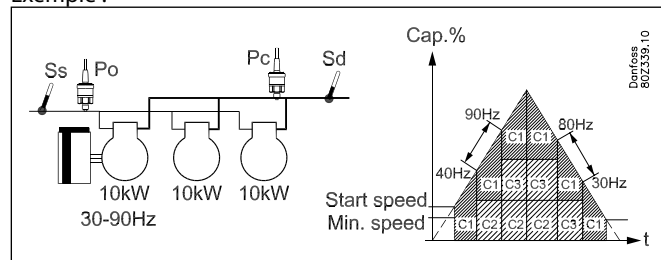 Exemple :
Ss Po Pc Sd
10kW 10kW 10kW
30-90Hz
Cap.%
90Hz 80Hz
40Hz 30Hz
Start speed
Min. speed
C1 C1
C1 C3 C3 C1
C1 C2 C2 C2 C3 C1
t
Danfoss
80Z339.10